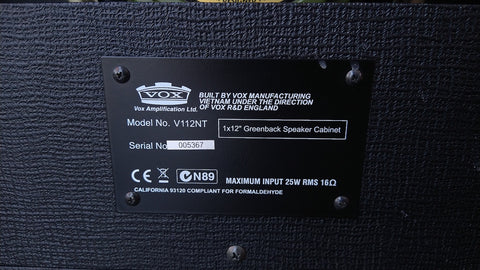 VOX
Vox Amplification Ltd.
BUILT BY VOX MANUFACTURING
VIETNAM UNDER THE DIRECTION
OF VOX R&D ENGLAND
Model No. V112NT
1x12" Greenback Speaker Cabinet
Serial No
005367
CE N89 MAXIMUM INPUT 25W RMS 16Ω
CALIFORNIA 93120 COMPLIANT FOR FORMALDEHYDE